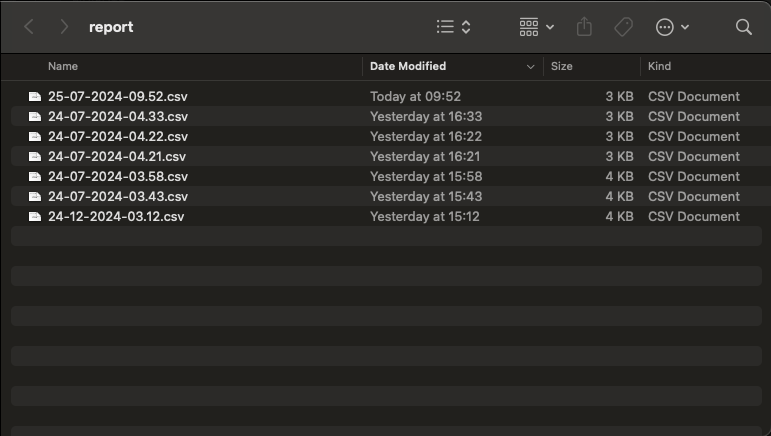 report
Name Date Modified Size Kind
25-07-2024-09.52.csv Today at 09:52 3 KB CSV Document
24-07-2024-04.33.csv Yesterday at 16:33 3 KB CSV Document
24-07-2024-04.22.csv Yesterday at 16:22 3 KB CSV Document
24-07-2024-04.21.csv Yesterday at 16:21 3 KB CSV Document
24-07-2024-03.58.csv Yesterday at 15:58 4 KB CSV Document
24-07-2024-03.43.csv Yesterday at 15:43 4 KB CSV Document
24-12-2024-03.12.csv Yesterday at 15:12 4 KB CSV Document